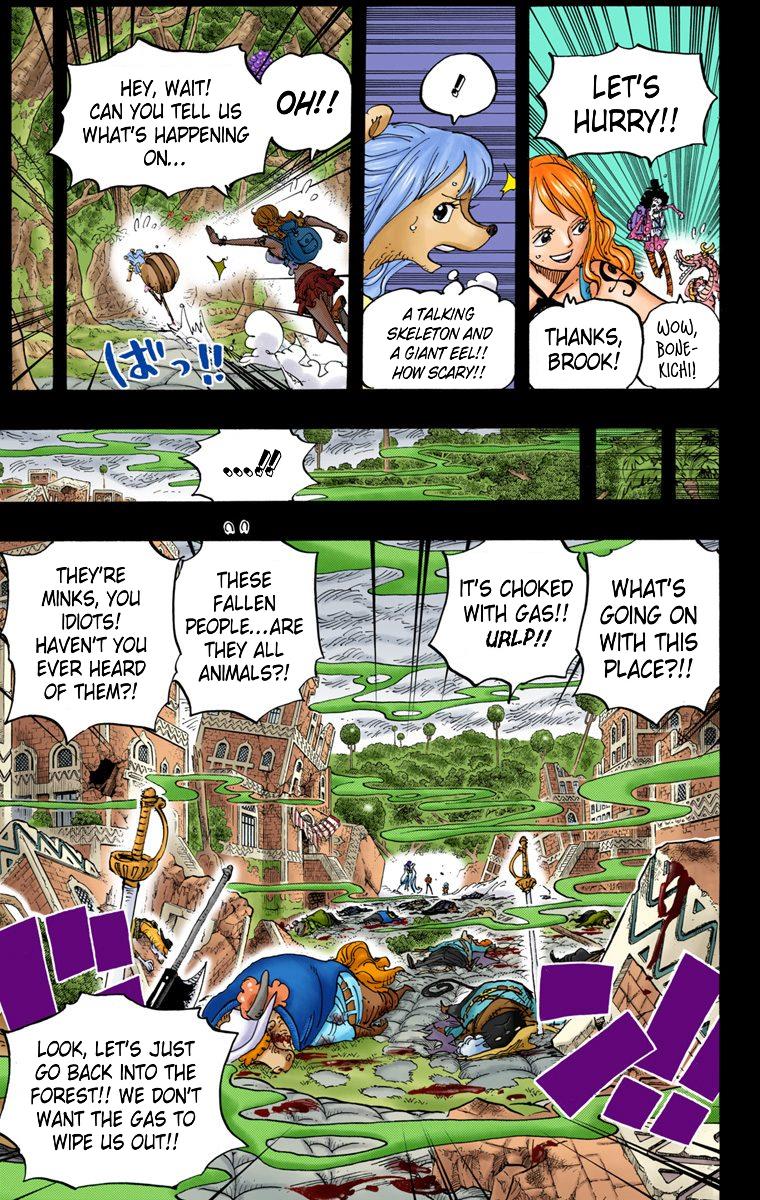 LET'S
HURRY!!
THANKS,
BROOK!
WOW,
BONE-
KICHI!
!
A TALKING
SKELETON AND
A GIANT EEL!!
HOW SCARY!!
OH!!
HEY, WAIT!
CAN YOU TELL US
WHAT'S HAPPENING
ON...
ばっ!!
...!!
WHAT'S
GOING ON
WITH THIS
PLACE?!!
IT'S CHOKED
WITH GAS!!
URLP!!
THESE
FALLEN
PEOPLE...ARE
THEY ALL
ANIMALS?!
THEY'RE
MINKS, YOU
IDIOTS!
HAVEN'T YOU
EVER HEARD
OF THEM?!
LOOK, LET'S JUST
GO BACK INTO THE
FOREST!! WE DON'T
WANT THE GAS TO
WIPE US OUT!!